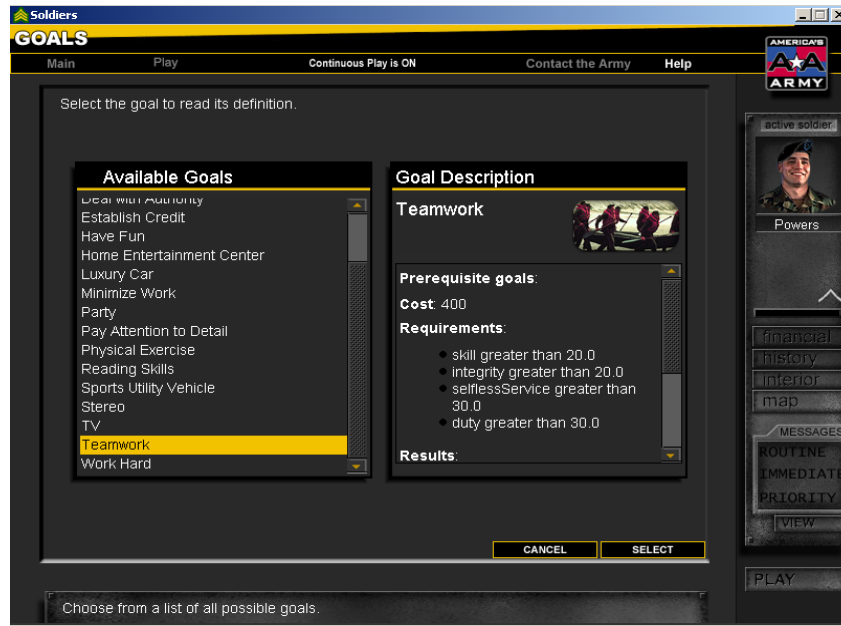 Soldiers
GOALS
Main Play Continuous Play is ON Contact the Army Help
AMERICA'S
AA
ARMY
Select the goal to read its definition.
active soldier
Powers
Available Goals
Deal with Authority
Establish Credit
Have Fun
Home Entertainment Center
Luxury Car
Minimize Work
Party
Pay Attention to Detail
Physical Exercise
Reading Skills
Sports Utility Vehicle
Stereo
TV
Teamwork
Work Hard
Goal Description
Teamwork
Prerequisite goals:
Cost: 400
Requirements:
skill greater than 20.0
integrity greater than 20.0
selflessService greater than
30.0
duty greater than 30.0
Results:
financial
history
interior
map
MESSAGES
ROUTINE
IMMEDIATE
PRIORITY
VIEW
CANCEL SELECT
PLAY
Choose from a list of all possible goals.